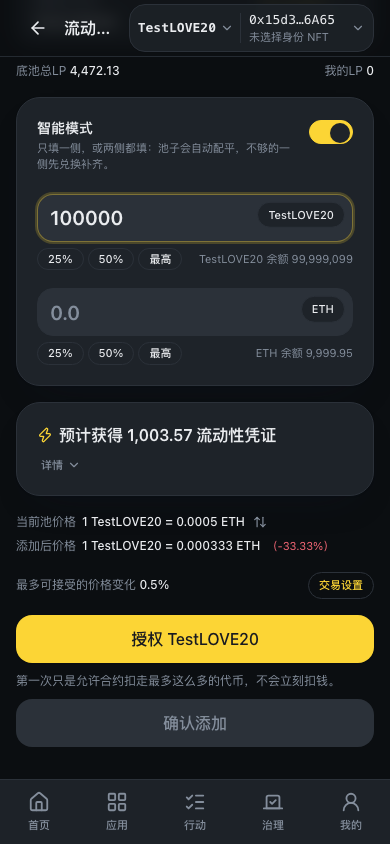 流动...
TestLOVE20
0x15d3...6A65
未选择身份 NFT
底池总LP 4,472.13
我的LP 0
智能模式
只填一侧，或两侧都填：池子会自动配平，不够的一
侧先兑换补齐。
100000
TestLOVE20
25%
50%
最高
TestLOVE20 余额 99,999,099
0.0
ETH
25%
50%
最高
ETH 余额 9,999.95
预计获得 1,003.57 流动性凭证
详情
当前池价格 1 TestLOVE20 = 0.0005 ETH
添加后价格 1 TestLOVE20 = 0.000333 ETH (-33.33%)
最多可接受的价格变化 0.5%
交易设置
授权 TestLOVE20
第一次只是允许合约扣走最多这么多的代币，不会立刻扣钱。
确认添加
首页
应用
行动
治理
我的